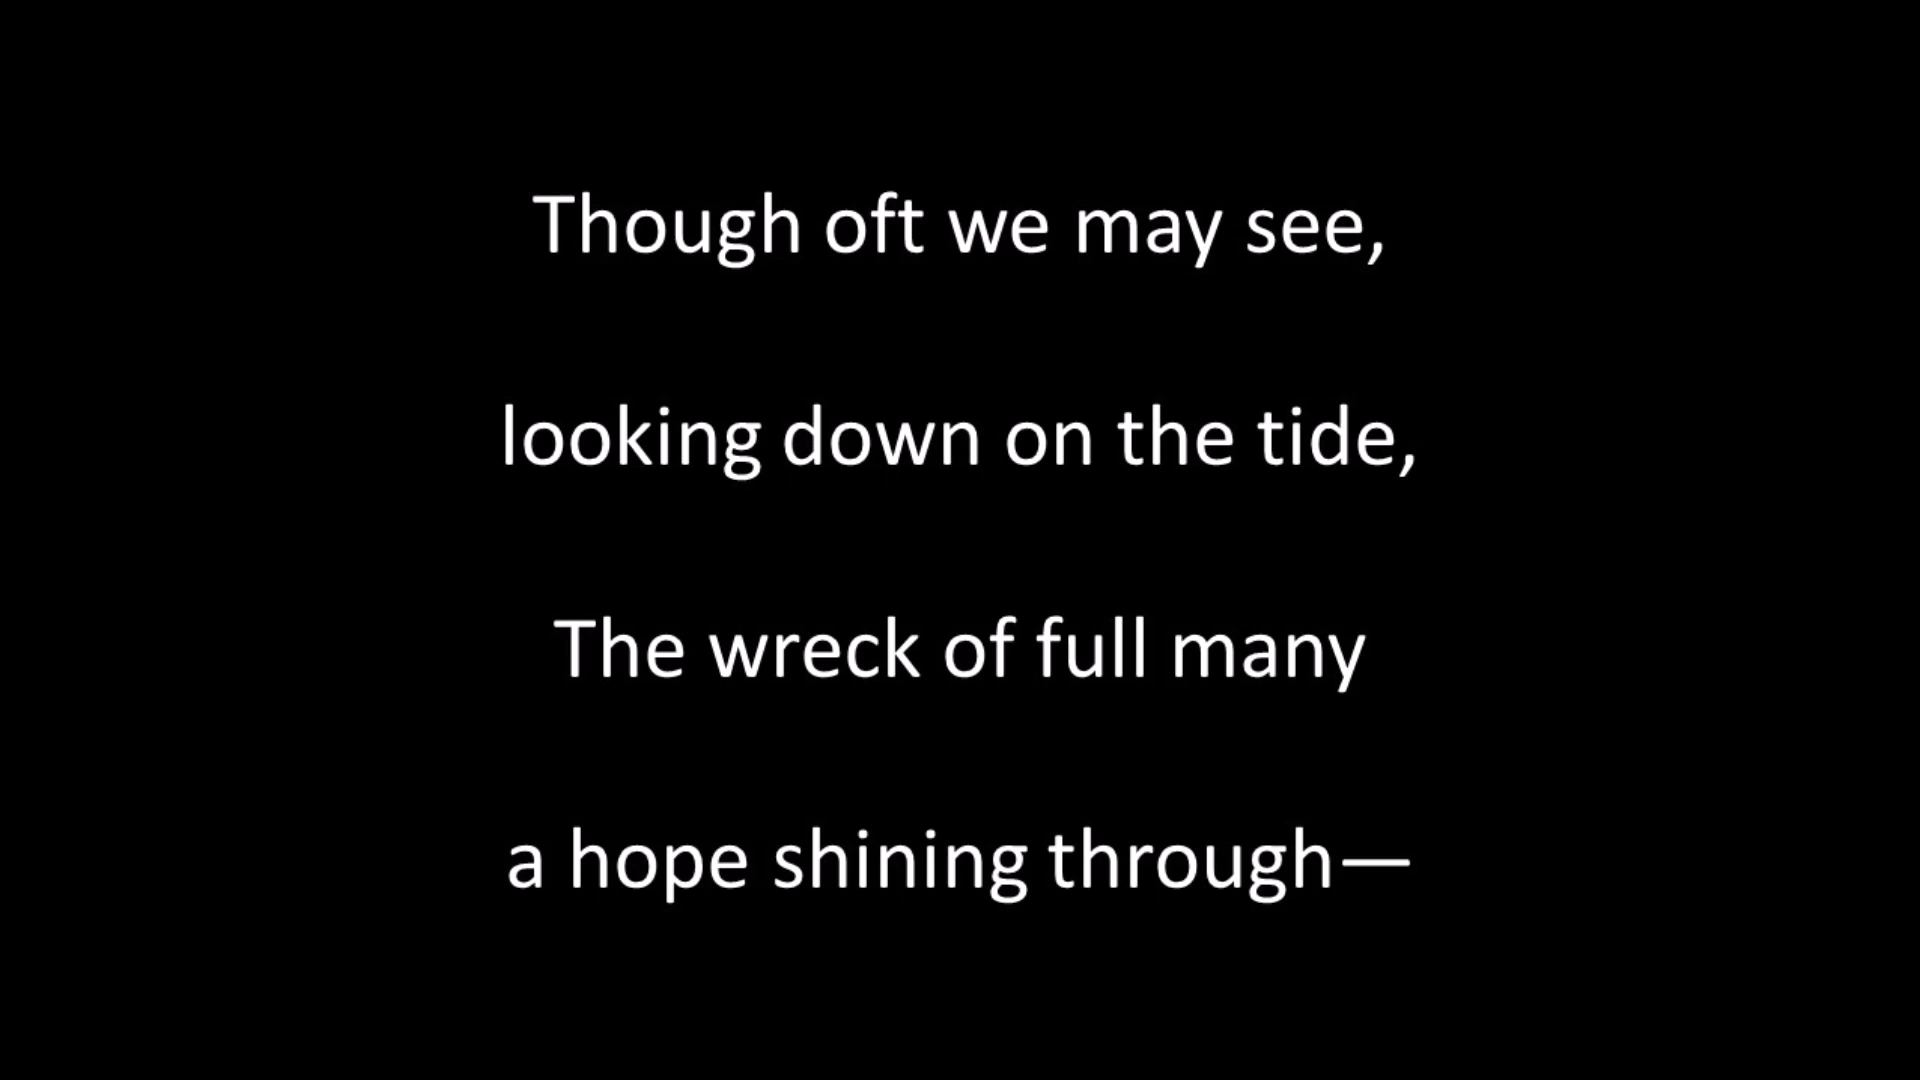 Though oft we may see,
looking down on the tide,
The wreck of full many
a hope shining through—